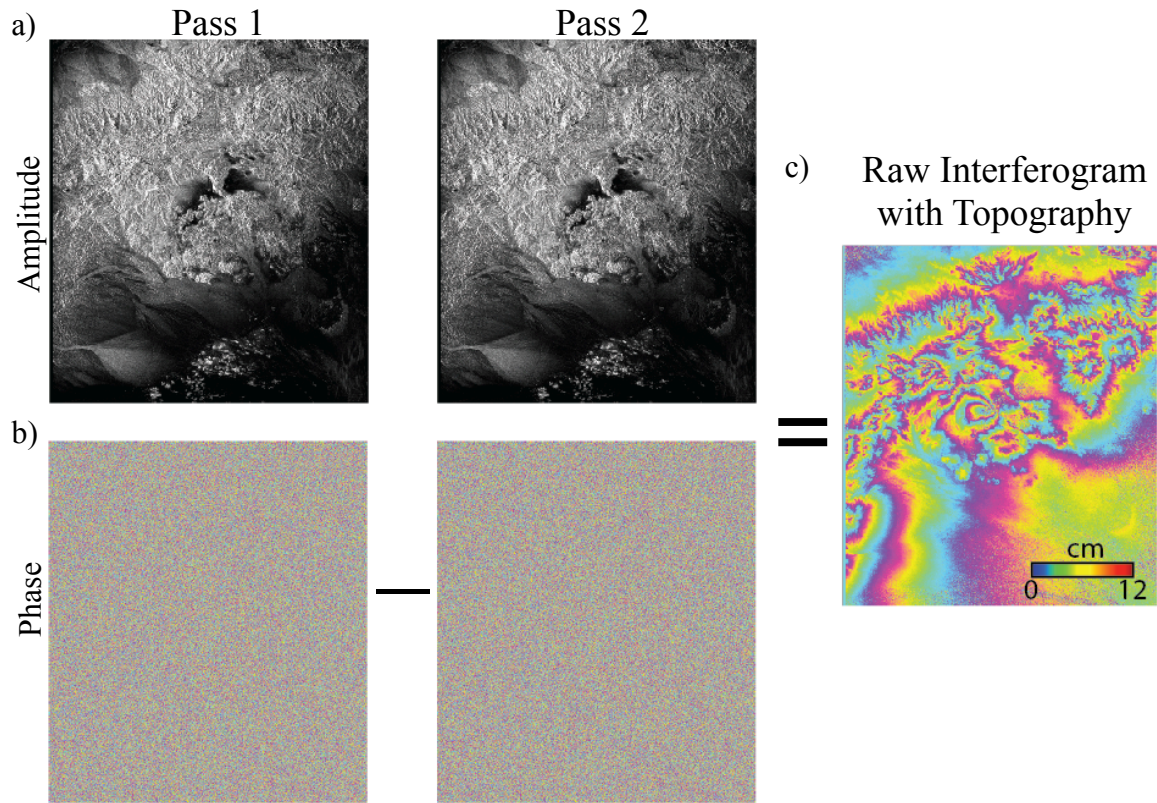 a)
Pass 1
Pass 2
Amplitude
b)
Phase
c)
Raw Interferogram
with Topography
cm
0 12